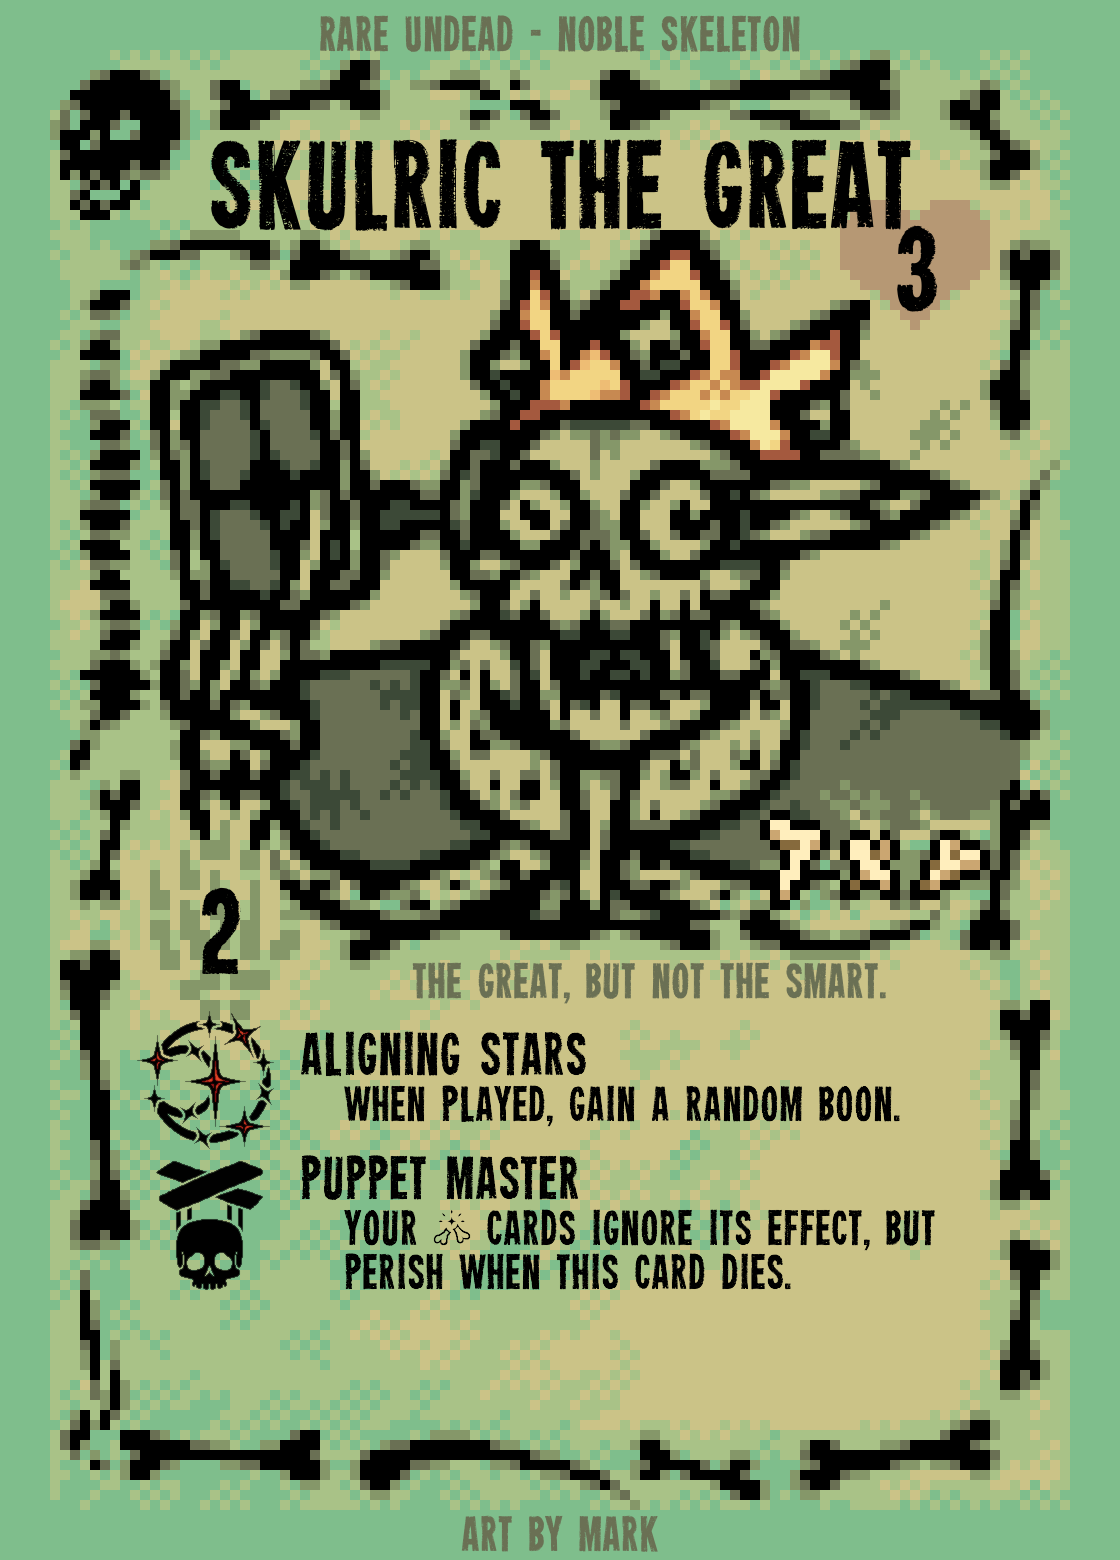 RARE UNDEAD - NOBLE SKELETON
SKULRIC THE GREAT
3
2
THE GREAT, BUT NOT THE SMART.
ALIGNING STARS
WHEN PLAYED, GAIN A RANDOM BOON.
PUPPET MASTER
YOUR CARDS IGNORE ITS EFFECT, BUT
PERISH WHEN THIS CARD DIES.
ART BY MARK